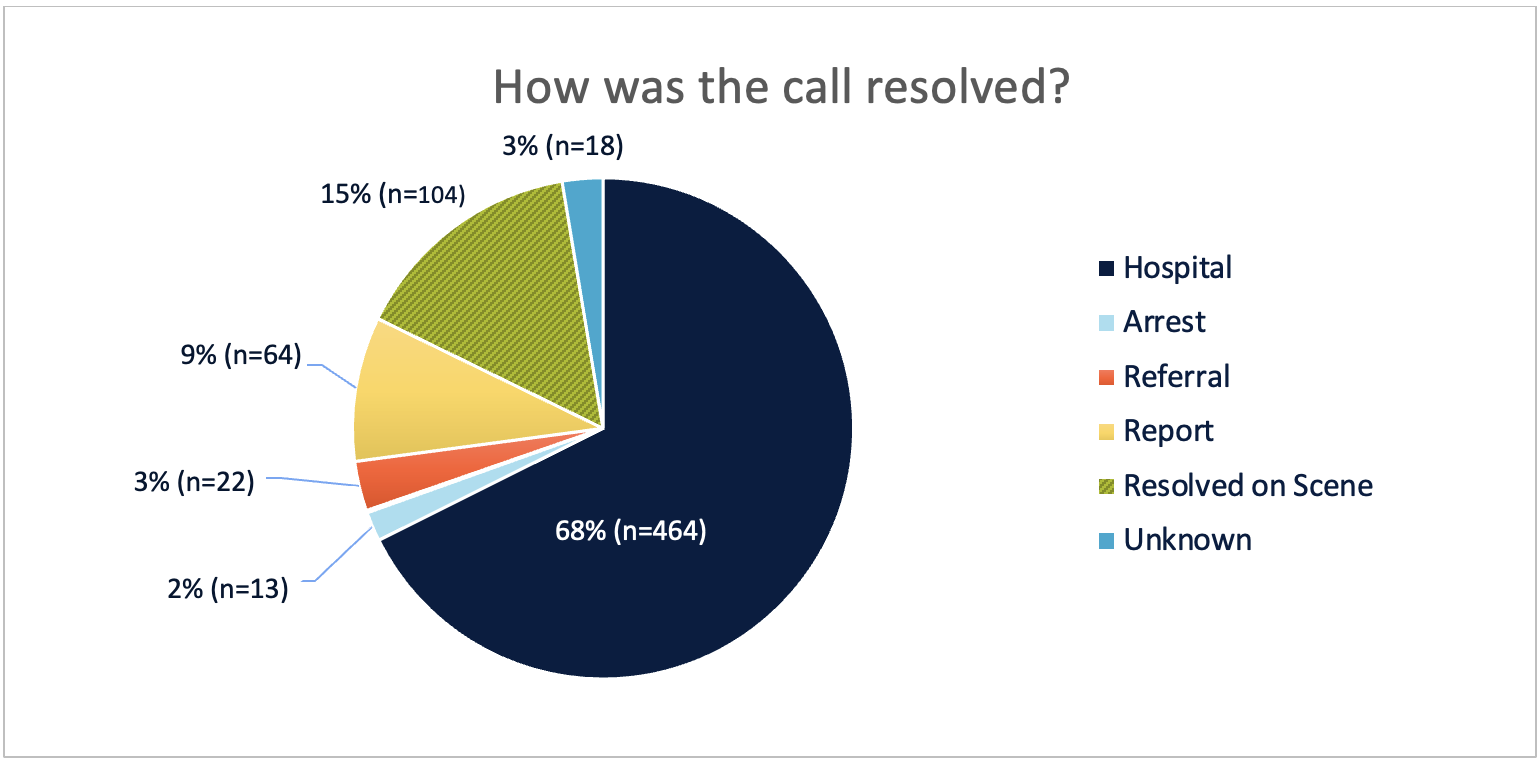 How was the call resolved?
3% (n=18)
15% (n=104)
9% (n=64)
3% (n=22)
2% (n=13)
68% (n=464)
Hospital
Arrest
Referral
Report
Resolved on Scene
Unknown